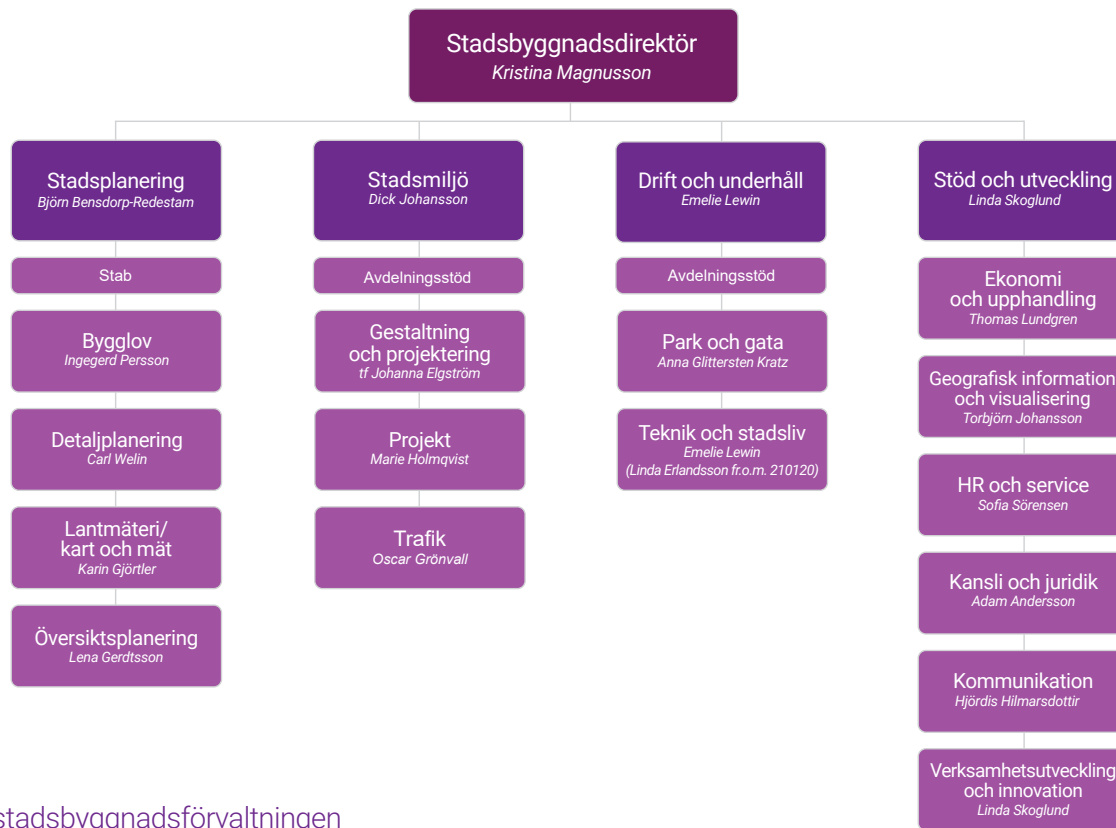 Stadsbyggnadsdirektör
Kristina Magnusson
Stadsplanering
Björn Bensdorp-Redestam
Stab
Bygglov
Ingegerd Persson
Detaljplanering
Carl Welin
Lantmäteri/
kart och mät
Karin Gjörtler
Översiktsplanering
Lena Gerdtsson
Stadsmiljö
Dick Johansson
Avdelningsstöd
Gestaltning
och projektering
tf Johanna Elgström
Projekt
Marie Holmqvist
Trafik
Oscar Grönvall
Drift och underhåll
Emelie Lewin
Avdelningsstöd
Park och gata
Anna Glittersten Kratz
Teknik och stadsliv
Emelie Lewin
(Linda Erlandsson fr.o.m. 210120)
Stöd och utveckling
Linda Skoglund
Ekonomi
och upphandling
Thomas Lundgren
Geografisk information
och visualisering
Torbjörn Johansson
HR och service
Sofia Sörensen
Kansli och juridik
Adam Andersson
Kommunikation
Hjördis Hilmarsdottir
Verksamhetsutveckling
och innovation
Linda Skoglund
stadsbyggnadsförvaltningen